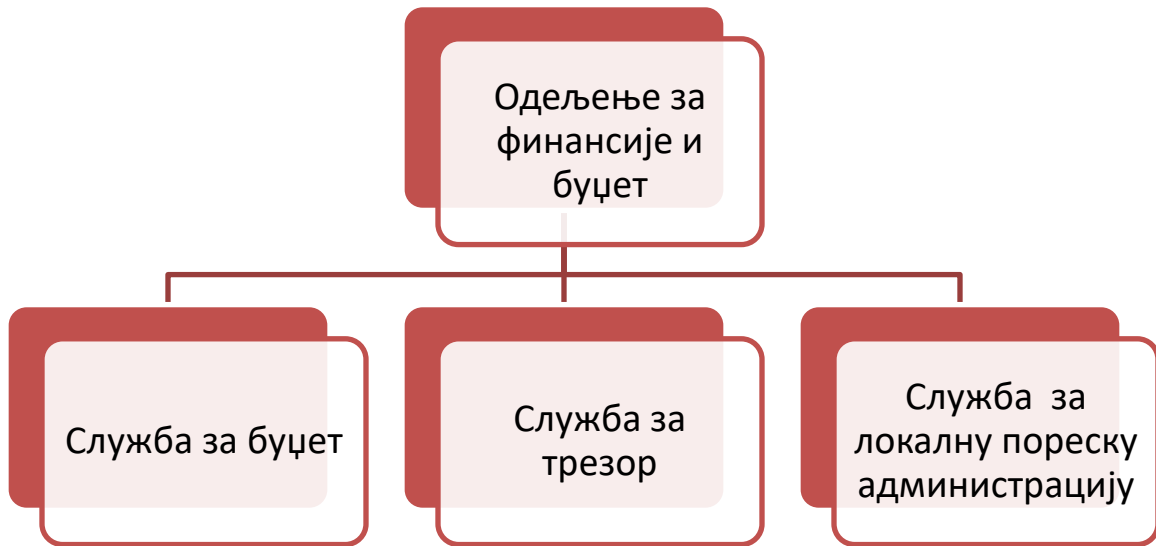 Одељење за
финансије и
буџет
Служба за буџет
Служба за
трезор
Служба за
локалну пореску
администрацију